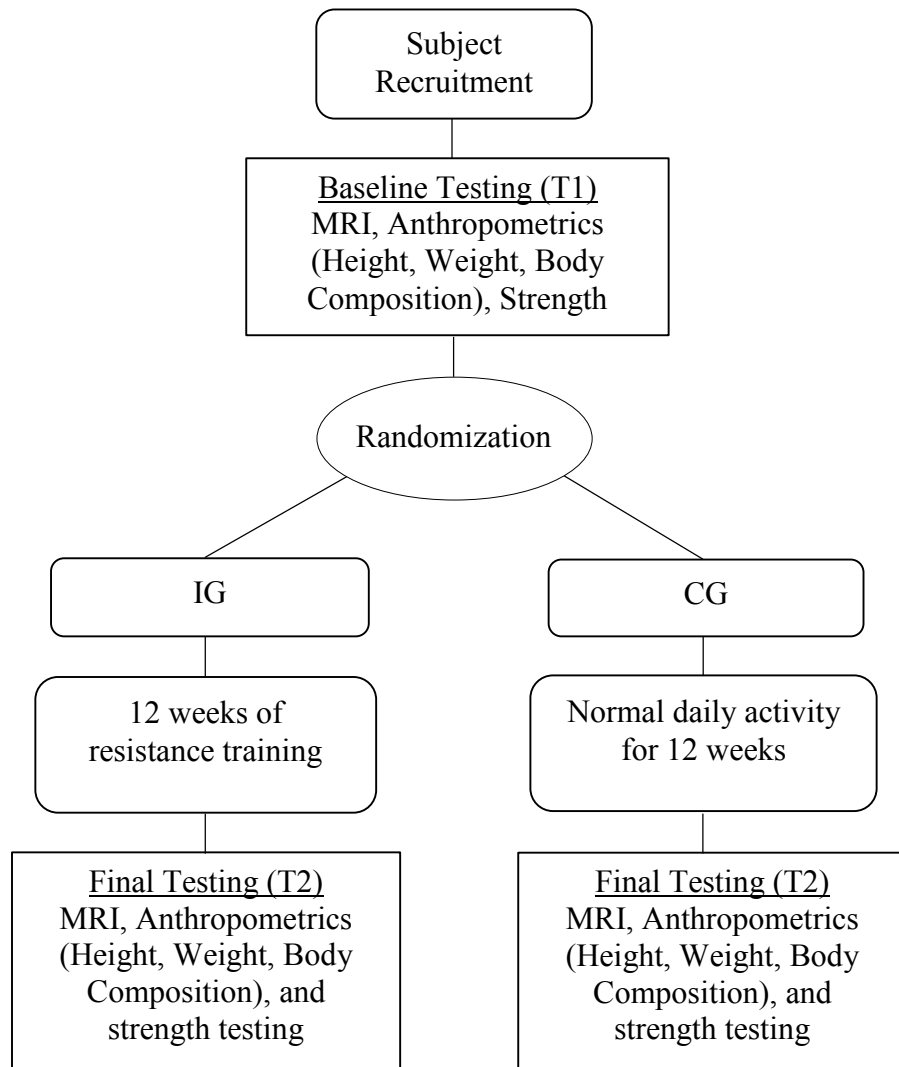 Subject
Recruitment
Baseline Testing (T1)
MRI, Anthropometrics
(Height, Weight, Body
Composition), Strength
Randomization
IG
CG
12 weeks of
resistance training
Normal daily activity
for 12 weeks
Final Testing (T2)
MRI, Anthropometrics
(Height, Weight, Body
Composition), and
strength testing
Final Testing (T2)
MRI, Anthropometrics
(Height, Weight, Body
Composition), and
strength testing